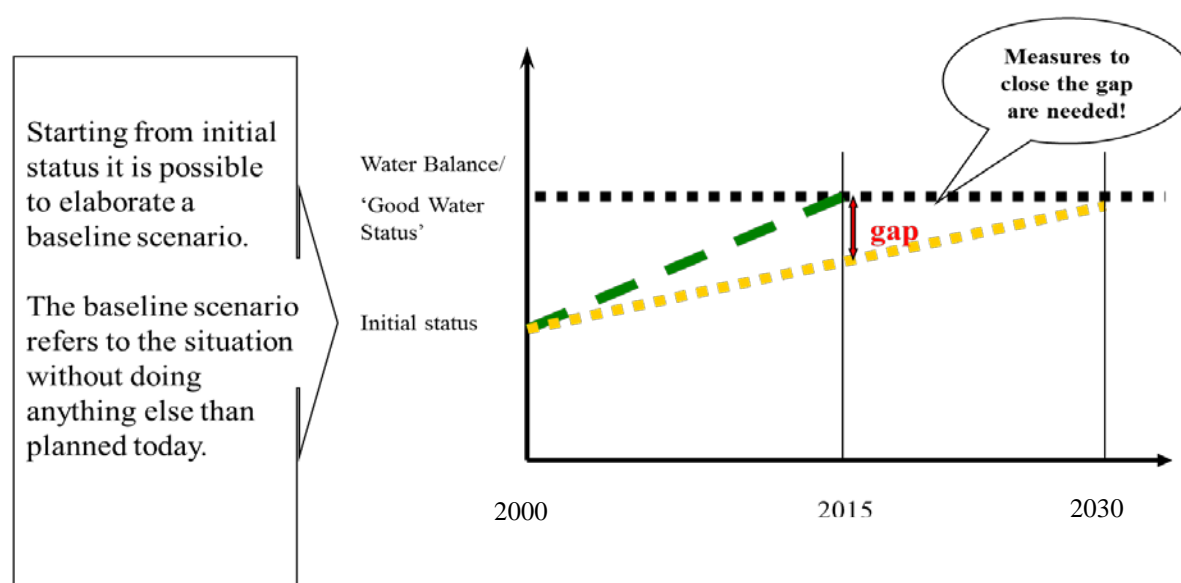 Starting from initial
status it is possible
to elaborate a
baseline scenario.
The baseline scenario
refers to the situation
without doing
anything else than
planned today.
Water Balance/
‘Good Water
Status’
Initial status
Measures to
close the gap
are needed!
gap
2000
2015
2030